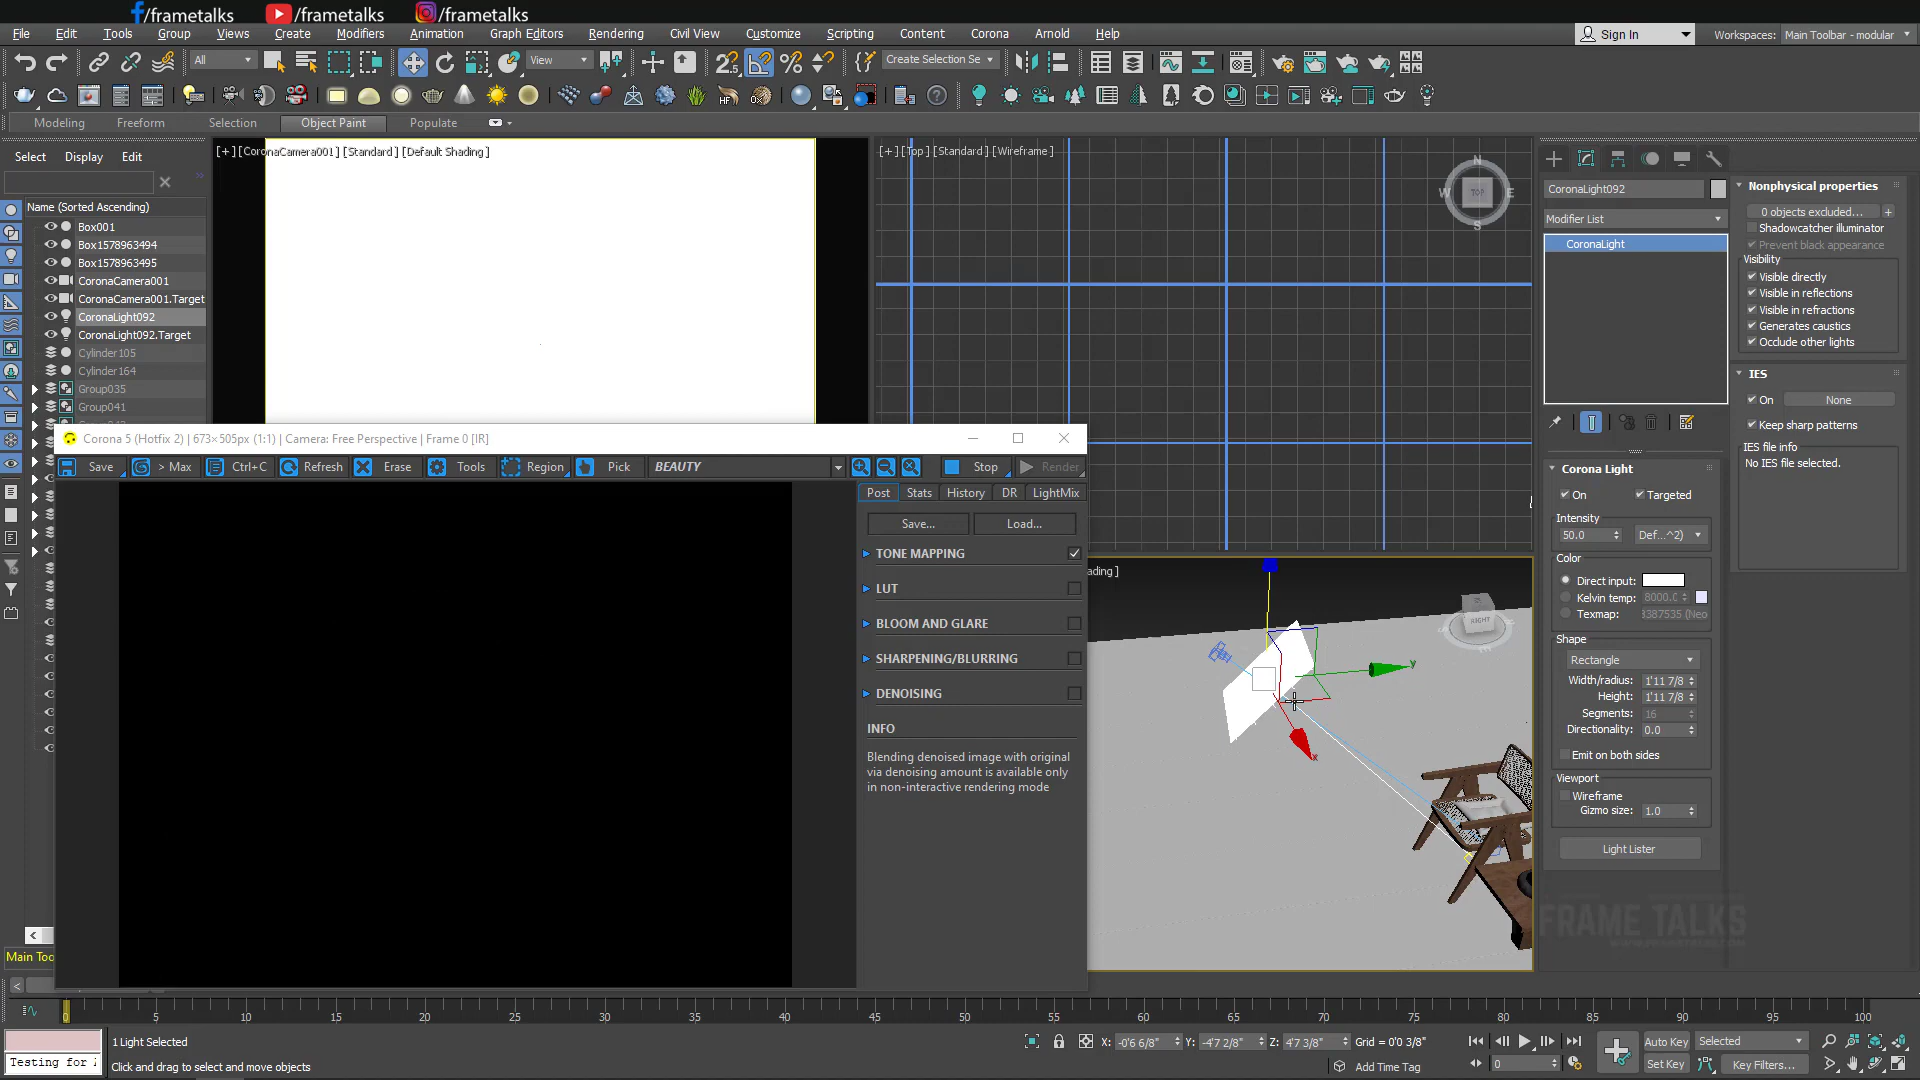 /frametalks
/frametalks
/frametalks
File Edit Tools Group Views Create Modifiers Animation Graph Editors Rendering Civil View Customize Scripting Content Corona Arnold Help
Sign In
Workspaces: Main Toolbar - modular
All
View
Create Selection Se
Modeling Freeform Selection Object Paint Populate
Select Display Edit
Name (Sorted Ascending)
Box001
Box1578963494
Box1578963495
CoronaCamera001
CoronaCamera001.Target
CoronaLight092
CoronaLight092.Target
Cylinder105
Cylinder164
Group035
Group041
[+] [CoronaCamera001] [Standard] [Default Shading]
[+] [Top] [Standard] [Wireframe]
N
W TOP E
S
Corona 5 (Hotfix 2) | 673×505px (1:1) | Camera: Free Perspective | Frame 0 [IR]
Save > Max Ctrl+C Refresh Erase Tools Region Pick BEAUTY Stop Render
Post Stats History DR LightMix
Save... Load...
TONE MAPPING
LUT
BLOOM AND GLARE
SHARPENING/BLURRING
DENOISING
INFO
Blending denoised image with original
via denoising amount is available only
in non-interactive rendering mode
ading]
RIGHT
y
x
CoronaLight092
Modifier List
CoronaLight
Corona Light
On Targeted
Intensity
50.0 Def...^2)
Color
Direct input:
Kelvin temp: 8000.0
Texmap: 3387535 (Neo
Shape
Rectangle
Width/radius: 1'11 7/8
Height: 1'11 7/8
Segments: 16
Directionality: 0.0
Emit on both sides
Viewport
Wireframe
Gizmo size: 1.0
Light Lister
Nonphysical properties
0 objects excluded... +
Shadowcatcher illuminator
Prevent black appearance
Visibility
Visible directly
Visible in reflections
Visible in refractions
Generates caustics
Occlude other lights
IES
On None
Keep sharp patterns
IES file info
No IES file selected.
FRAME TALKS
WWW.FRAMETALKS.COM
Main Too
0 5 10 15 20 25 30 35 40 45 50 55 60 65 70 75 80 85 90 95 100
1 Light Selected
Testing for
Click and drag to select and move objects
X: -0'6 6/8" Y: -4'7 2/8" Z: 4'7 3/8" Grid = 0'0 3/8"
Add Time Tag
0
Auto Key Selected
Set Key Key Filters...